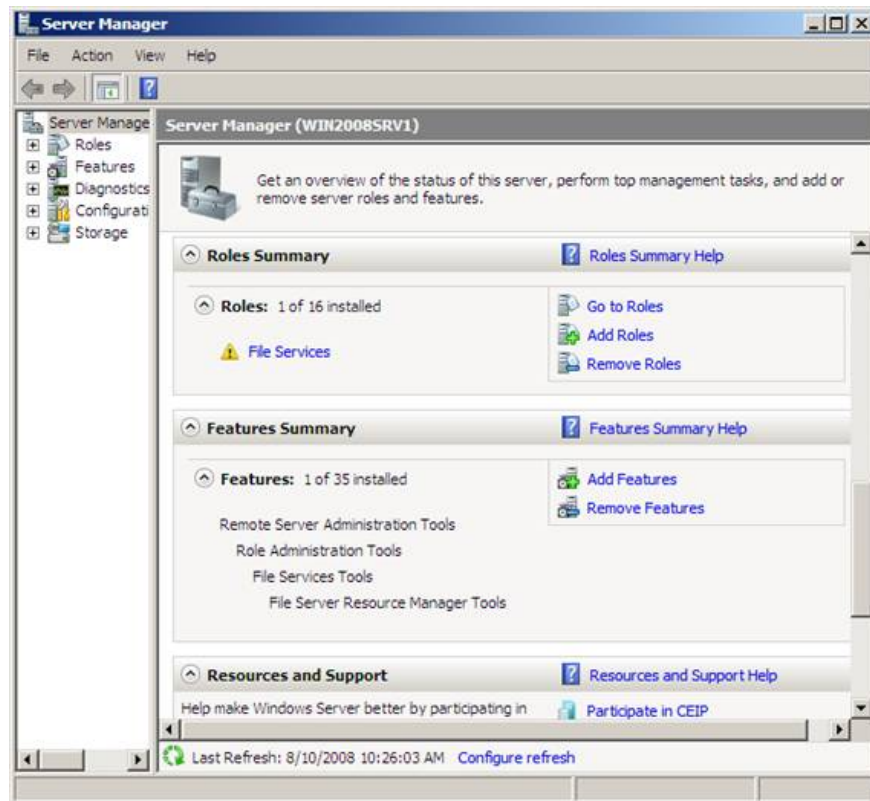 Server Manager
File Action View Help
Server Manage
Roles
Features
Diagnostics
Configurati
Storage
Server Manager (WIN2008SRV1)
Get an overview of the status of this server, perform top management tasks, and add or
remove server roles and features.
Roles Summary
Roles Summary Help
Roles: 1 of 16 installed
File Services
Go to Roles
Add Roles
Remove Roles
Features Summary
Features Summary Help
Features: 1 of 35 installed
Remote Server Administration Tools
Role Administration Tools
File Services Tools
File Server Resource Manager Tools
Add Features
Remove Features
Resources and Support
Resources and Support Help
Help make Windows Server better by participating in
Participate in CEIP
Last Refresh: 8/10/2008 10:26:03 AM Configure refresh